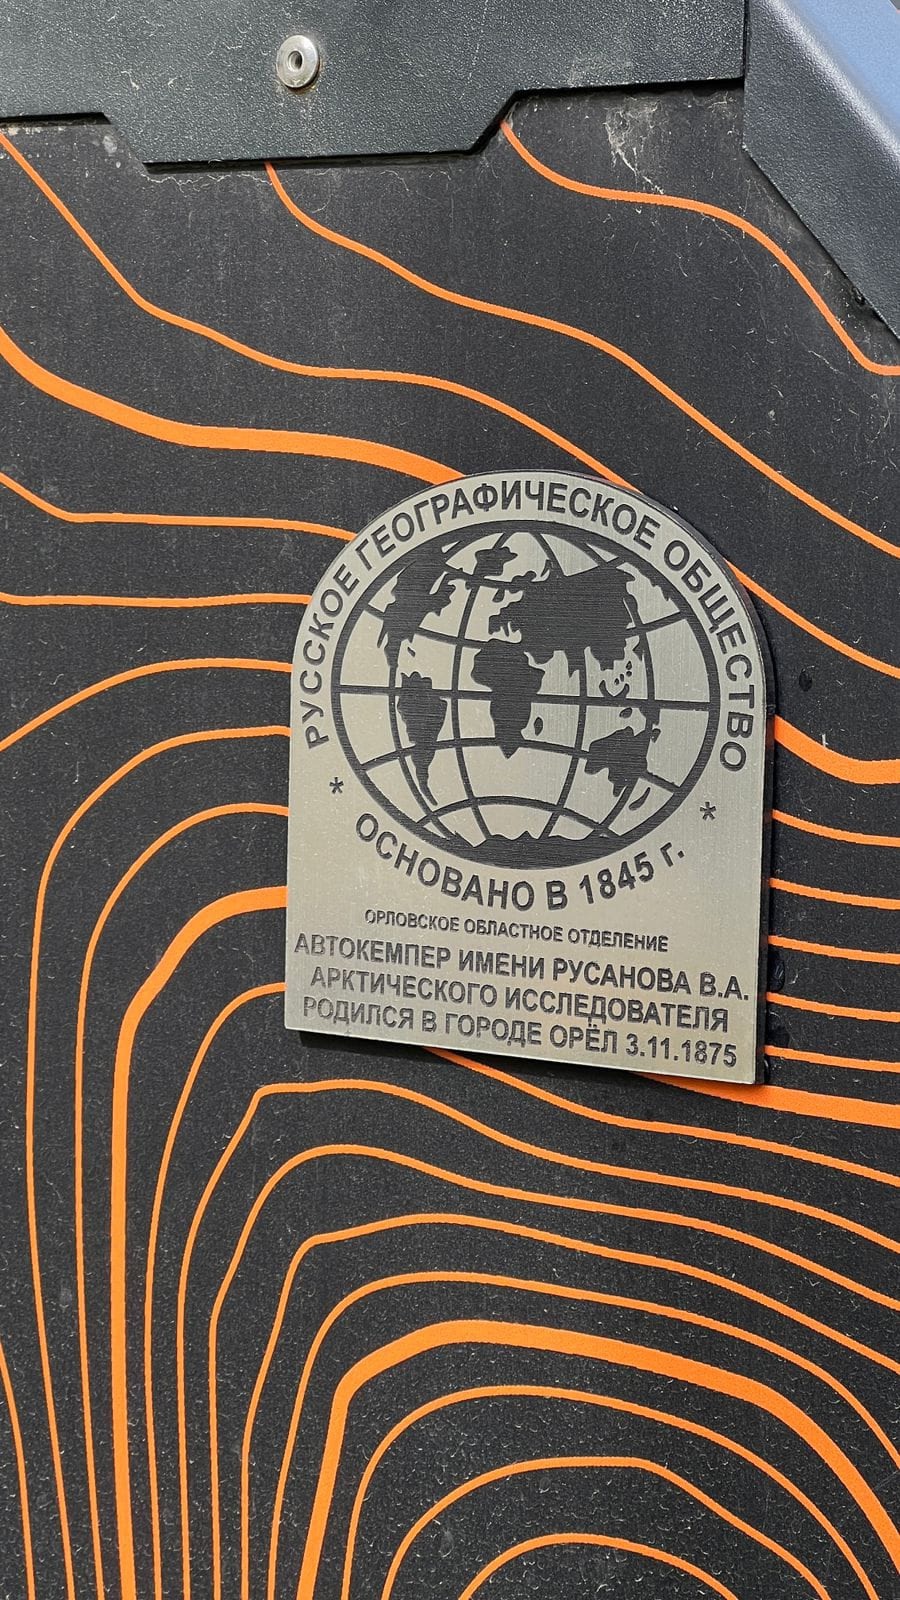 РУССКОЕ ГЕОГРАФИЧЕСКОЕ ОБЩЕСТВО
* ОСНОВАНО В 1845 г. *
ОРЛОВСКОЕ ОБЛАСТНОЕ ОТДЕЛЕНИЕ
АВТОКЕМПЕР ИМЕНИ РУСАНОВА В.А.
АРКТИЧЕСКОГО ИССЛЕДОВАТЕЛЯ
РОДИЛСЯ В ГОРОДЕ ОРЁЛ 3.11.1875